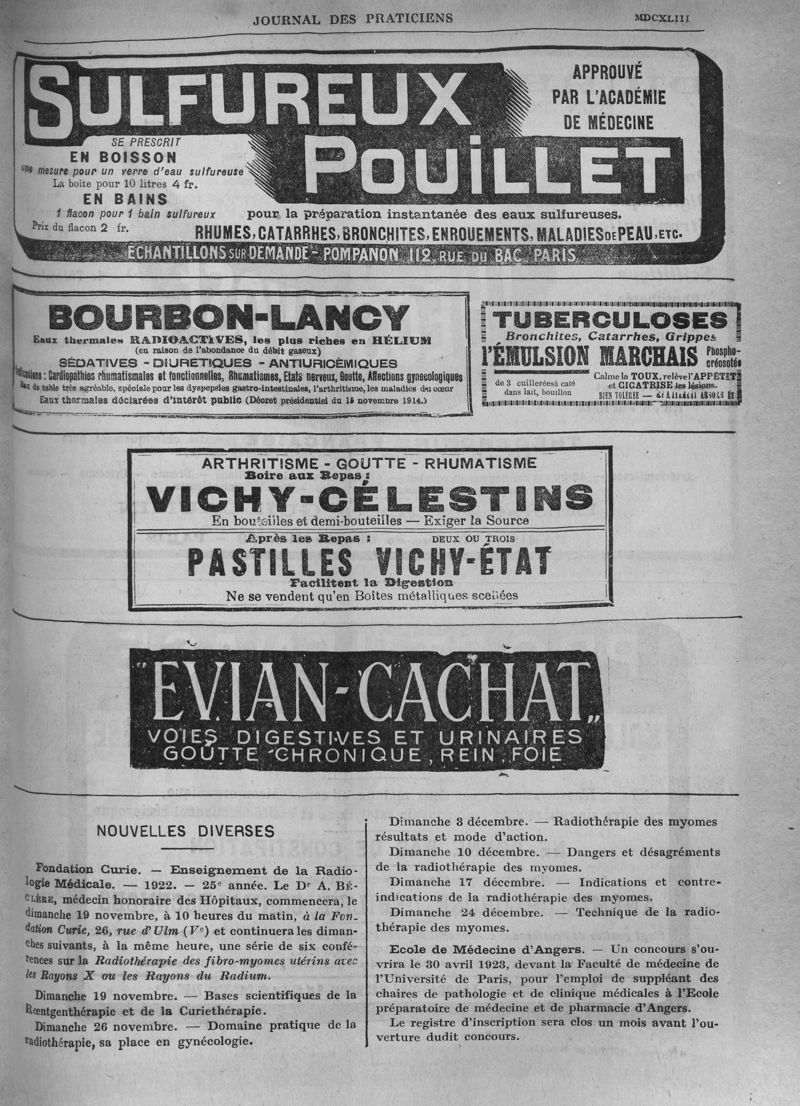 JOURNAL DES PRATICIENS
MDCXLIII
SULFUREUX
POUILLET
APPROUVÉ
PAR L'ACADÉMIE
DE MÉDECINE
SE PRESCRIT
EN BOISSON
une mesure pour un verre d'eau sulfureuse
La boite pour 10 litres 4 fr.
EN BAINS
1 flacon pour 1 bain sulfureux
Prix du flacon 2 fr.
pour la préparation instantanée des eaux sulfureuses.
RHUMES, CATARRHES, BRONCHITES, ENROUEMENTS, MALADIES DE PEAU, ETC.
ÉCHANTILLONS SUR DEMANDE - POMPANON 112 RUE DU BAC PARIS
BOURBON-LANCY
Eaux thermales RADIOACTIVES, les plus riches en HÉLIUM
(en raison de l'abondance du débit gazeux)
SÉDATIVES - DIURÉTIQUES - ANTIURICÉMIQUES
Indications : Cardiopathies rhumatismales et fonctionnelles, Rhumatismes, Etats nerveux, Goutte, Affections gynécologiques
Eau de table très agréable, spéciale pour les dyspepsies gastro-intestinales, l'arthritisme, les maladies du cœur
Eaux thermales déclarées d'intérêt public (Décret présidentiel du 15 novembre 1914.)
TUBERCULOSES
Bronchites, Catarrhes, Grippes
l'ÉMULSION MARCHAIS Phospho-créosotée
de 3 cuilleréesà café
dans lait, bouillon
Calme la TOUX, relève l'APPÉTIT
et CICATRISE les lésions.
BIEN TOLÉRÉE —
ARTHRITISME - GOUTTE - RHUMATISME
Boire aux Repas :
VICHY-CÉLESTINS
En bouteilles et demi-bouteilles — Exiger la Source
Après les Repas : DEUX OU TROIS
PASTILLES VICHY-ÉTAT
Facilitent la Digestion
Ne se vendent qu'en Boîtes métalliques scellées
"EVIAN-CACHAT"
VOIES DIGESTIVES ET URINAIRES
GOUTTE CHRONIQUE, REIN, FOIE
NOUVELLES DIVERSES
Fondation Curie. — Enseignement de la Radio-
logie Médicale. — 1922. — 25e année. Le Dr A. BÉ-
CLÈRE, médecin honoraire des Hôpitaux, commencera, le
dimanche 19 novembre, à 10 heures du matin, à la Fon-
dation Curie, 26, rue d'Ulm (Ve) et continuera les diman-
ches suivants, à la même heure, une série de six confé-
rences sur la Radiothérapie des fibro-myomes utérins avec
les Rayons X ou les Rayons du Radium.
Dimanche 19 novembre. — Bases scientifiques de la
Rœntgenthérapie et de la Curiethérapie.
Dimanche 26 novembre. — Domaine pratique de la
radiothérapie, sa place en gynécologie.
Dimanche 3 décembre. — Radiothérapie des myomes
résultats et mode d'action.
Dimanche 10 décembre. — Dangers et désagréments
de la radiothérapie des myomes.
Dimanche 17 décembre. — Indications et contre-
indications de la radiothérapie des myomes.
Dimanche 24 décembre. — Technique de la radio-
thérapie des myomes.
Ecole de Médecine d'Angers. — Un concours s'ou-
vrira le 30 avril 1923, devant la Faculté de médecine de
l'Université de Paris, pour l'emploi de suppléant des
chaires de pathologie et de clinique médicales à l'Ecole
préparatoire de médecine et de pharmacie d'Angers.
Le registre d'inscription sera clos un mois avant l'ou-
verture dudit concours.